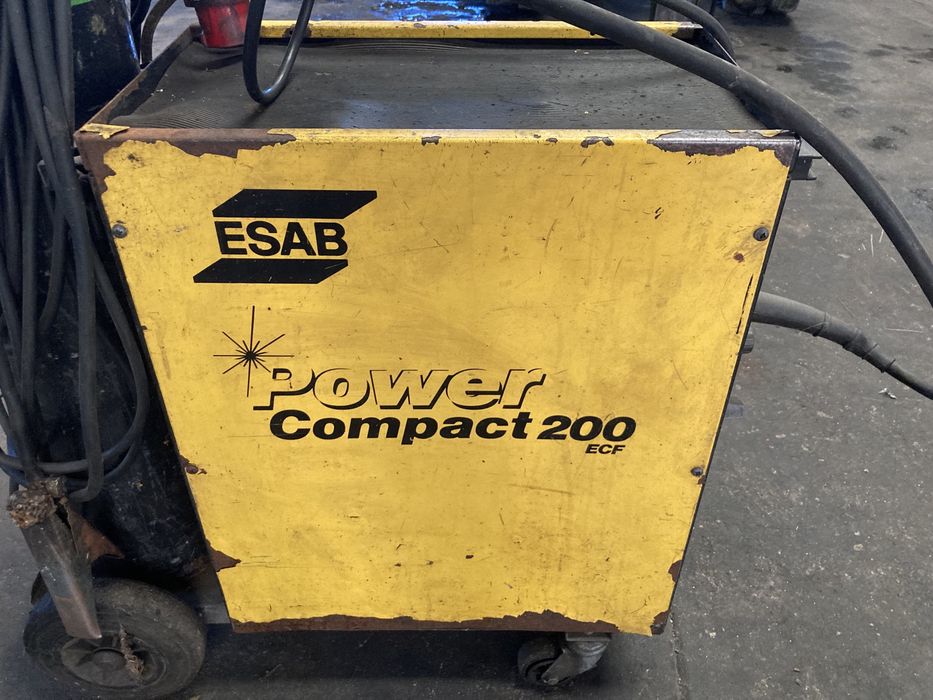 ESAB
Power
Compact 200
ECF